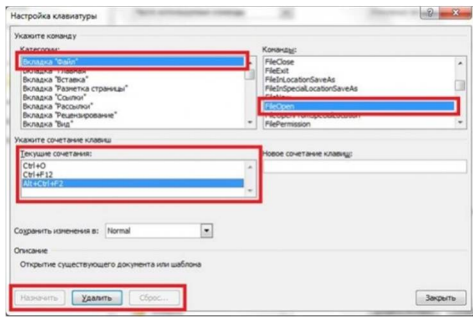 Настройка клавиатуры
Укажите команду
Категории:
Вкладка "Файл"
Вкладка "Главная"
Вкладка "Вставка"
Вкладка "Разметка страницы"
Вкладка "Ссылки"
Вкладка "Рассылки"
Вкладка "Рецензирование"
Вкладка "Вид"
Команды:
FileClose
FileExit
FileInLocationSaveAs
FileInSpecialLocationSaveAs
FileOpen
FilePermission
Укажите сочетание клавиш
Текущие сочетания:
Ctrl+O
Ctrl+F12
Alt+Ctrl+F2
Новое сочетание клавиш:
Сохранить изменения в: Normal
Описание
Открытие существующего документа или шаблона
Назначить Удалить Сброс... Закрыть